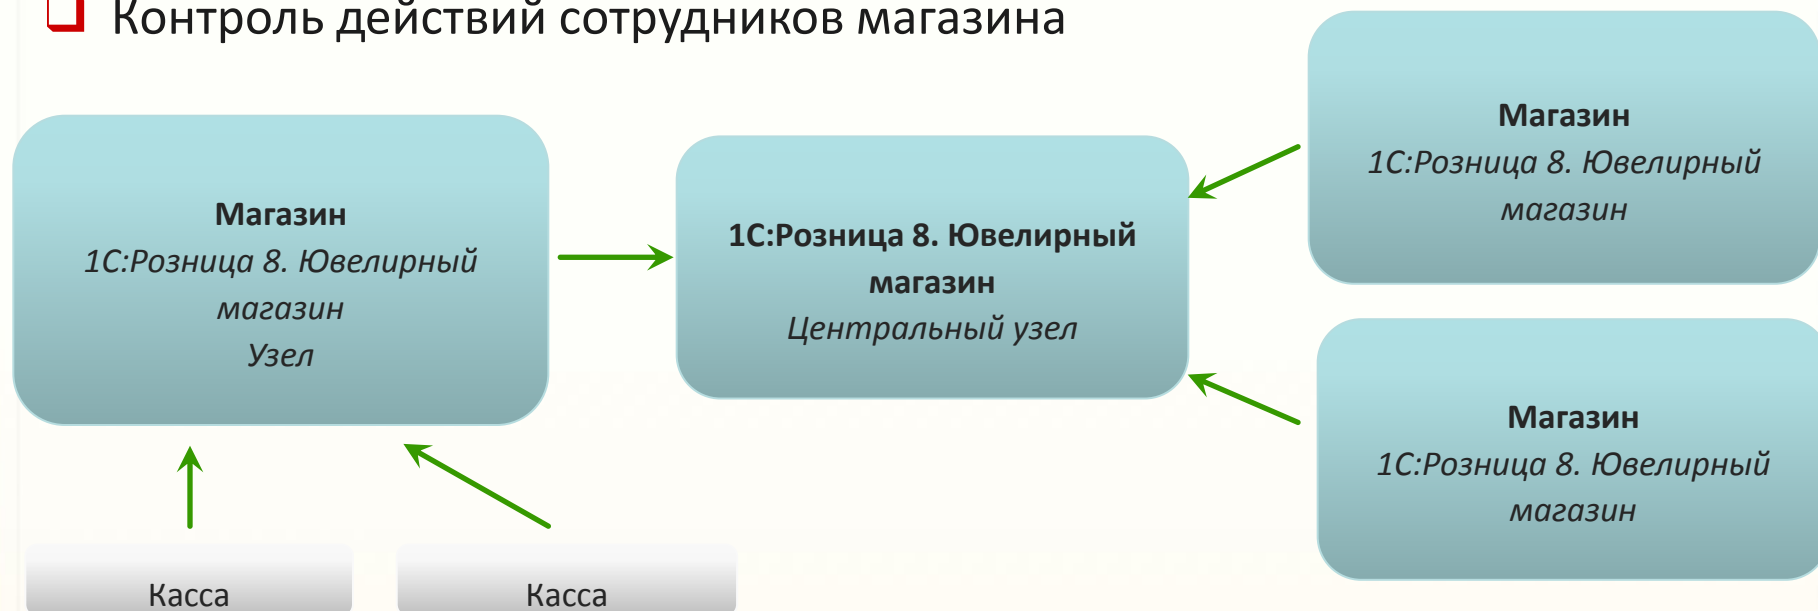 Контроль действий сотрудников магазина
Магазин
1С:Розница 8. Ювелирный
магазин
Узел
1С:Розница 8. Ювелирный
магазин
Центральный узел
Магазин
1С:Розница 8. Ювелирный
магазин
Магазин
1С:Розница 8. Ювелирный
магазин
Касса
Касса